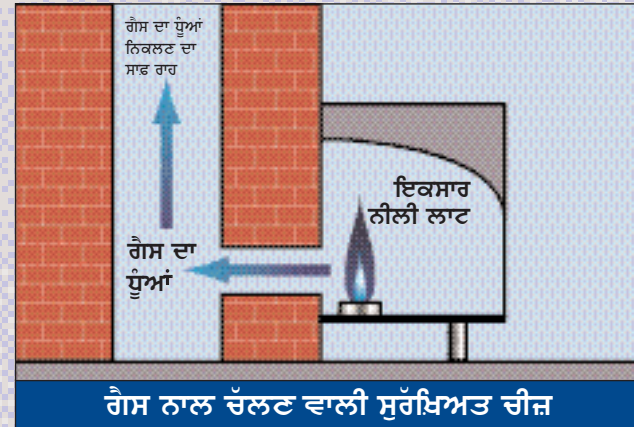 ਗੈਸ ਦਾ ਧੂੰਆਂ
ਨਿਕਲਣ ਦਾ
ਸਾਫ਼ ਰਾਹ
ਇਕਸਾਰ
ਨੀਲੀ ਲਾਟ
ਗੈਸ ਦਾ
ਧੂੰਆਂ
ਗੈਸ ਨਾਲ ਚੱਲਣ ਵਾਲੀ ਸੁਰੱਖ਼ਿਅਤ ਚੀਜ਼